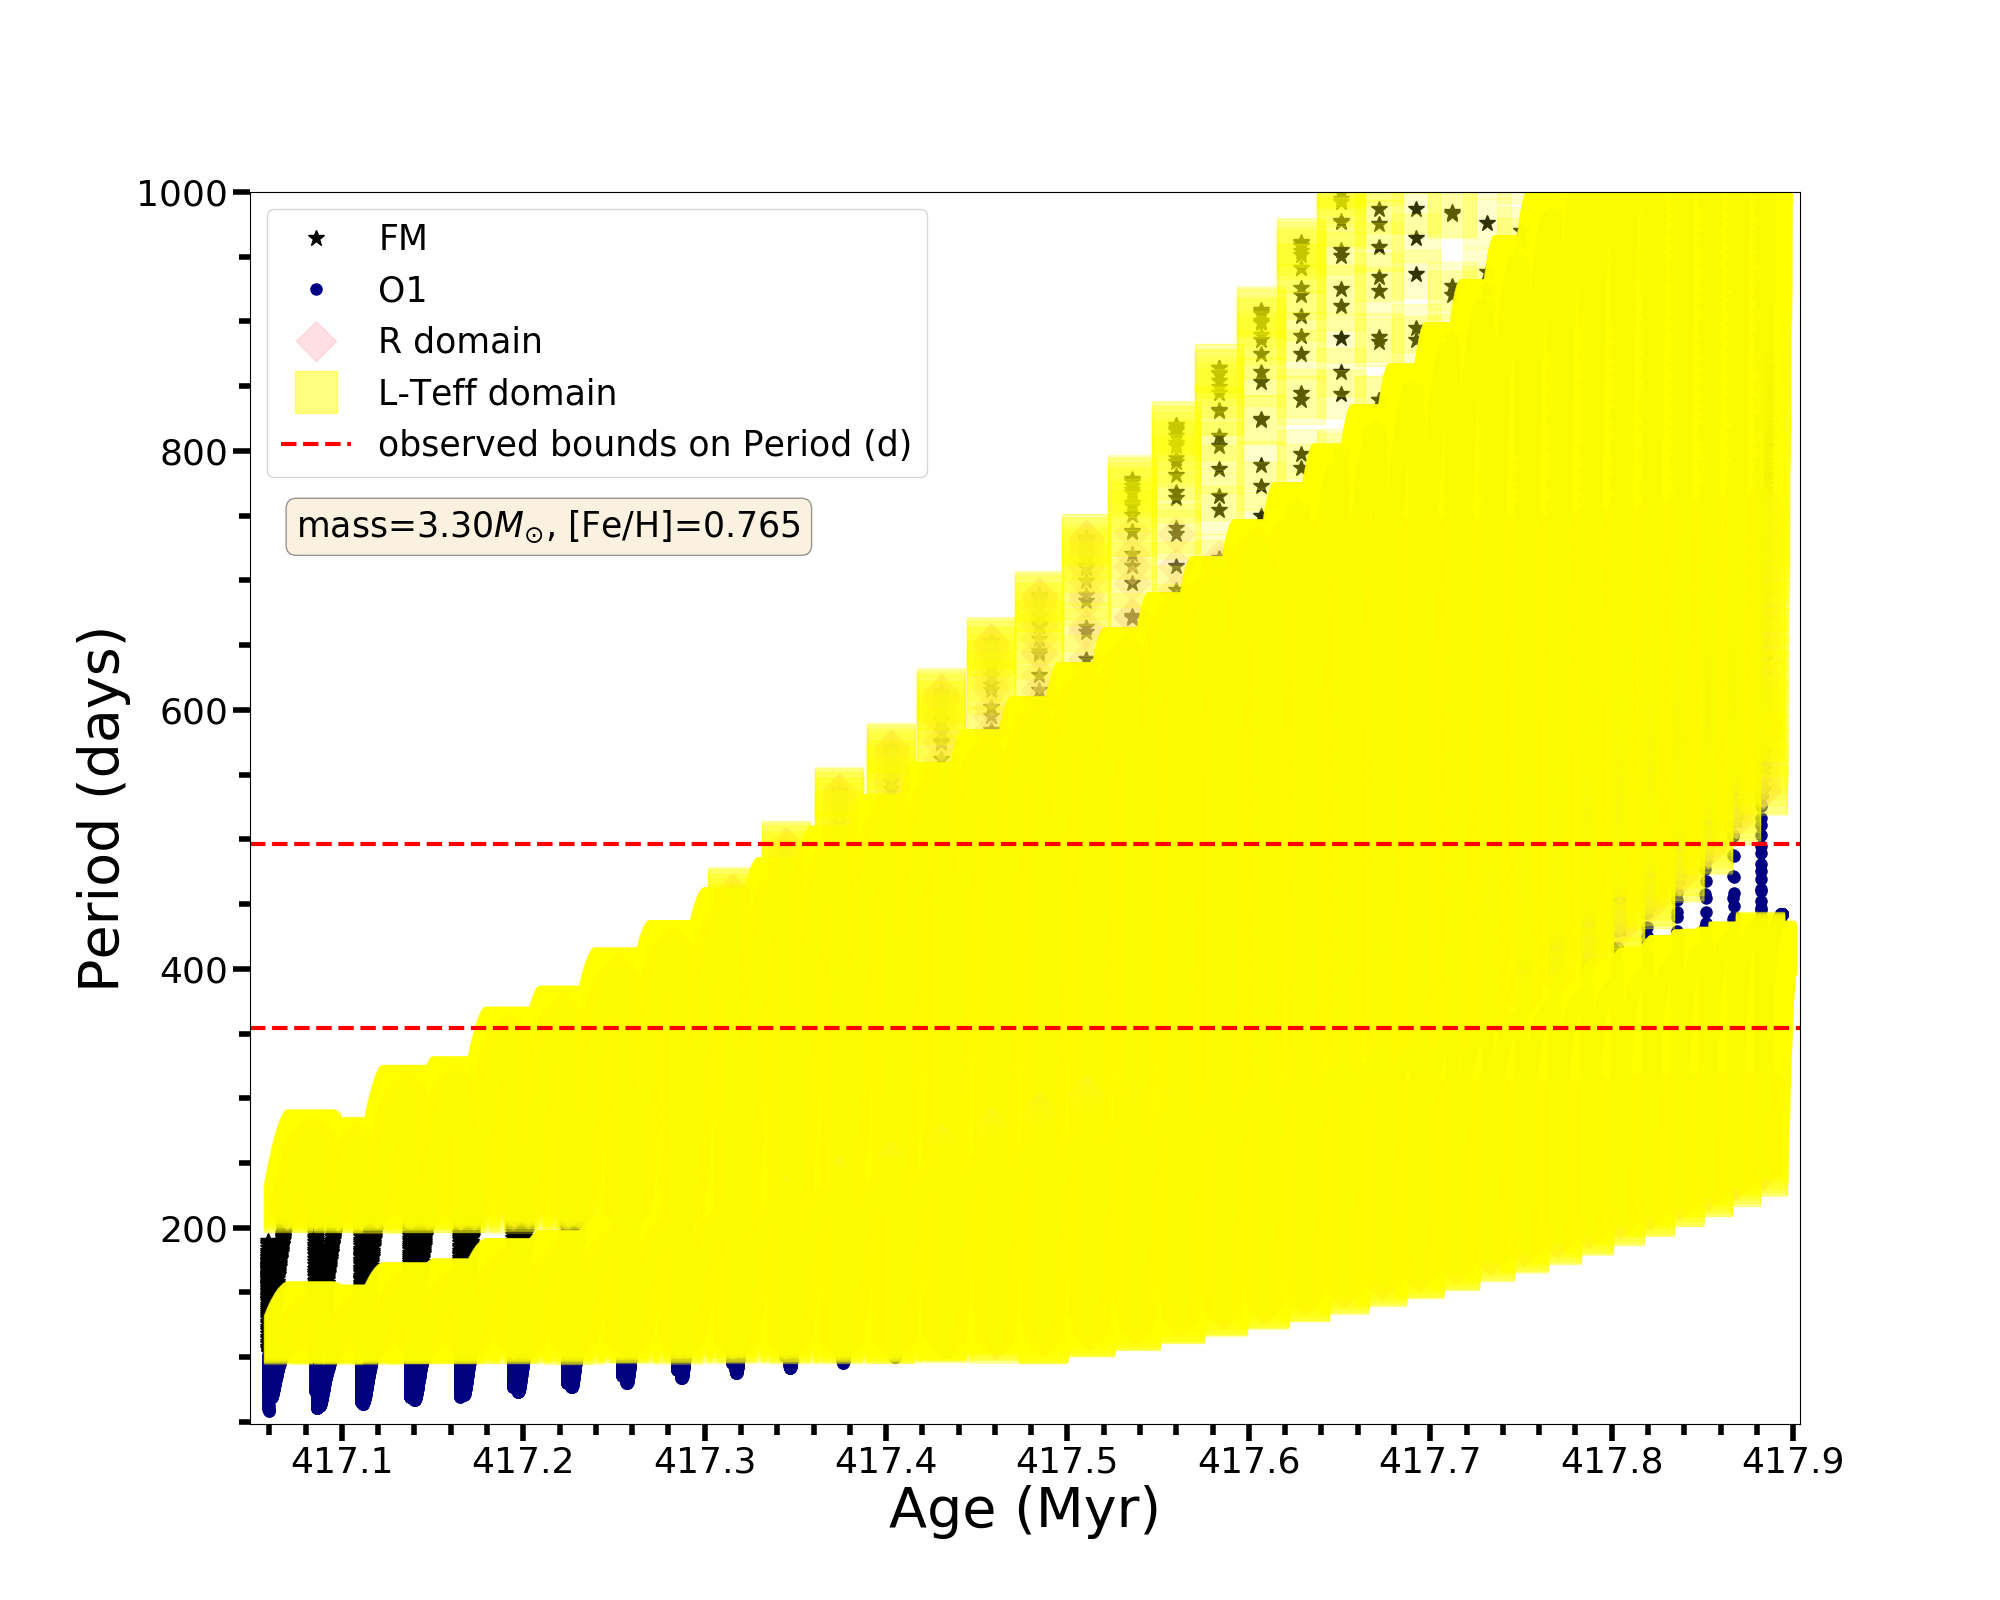 1000
800
600
400
200
Period (days)
FM
O1
R domain
L-Teff domain
observed bounds on Period (d)
mass=3.30M☉, [Fe/H]=0.765
417.1 417.2 417.3 417.4 417.5 417.6 417.7 417.8 417.9
Age (Myr)